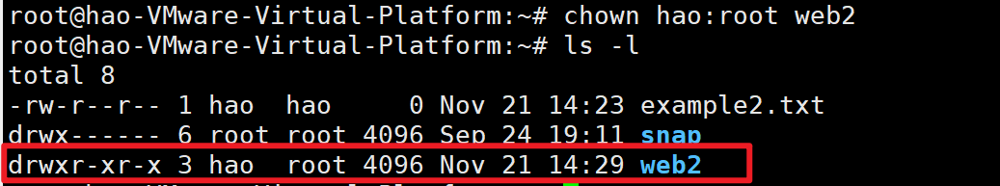 root@hao-VMware-Virtual-Platform:~# chown hao:root web2
root@hao-VMware-Virtual-Platform:~# ls -l
total 8
-rw-r--r-- 1 hao  hao     0 Nov 21 14:23 example2.txt
drwx------ 6 root root 4096 Sep 24 19:11 snap
drwxr-xr-x 3 hao  root 4096 Nov 21 14:29 web2